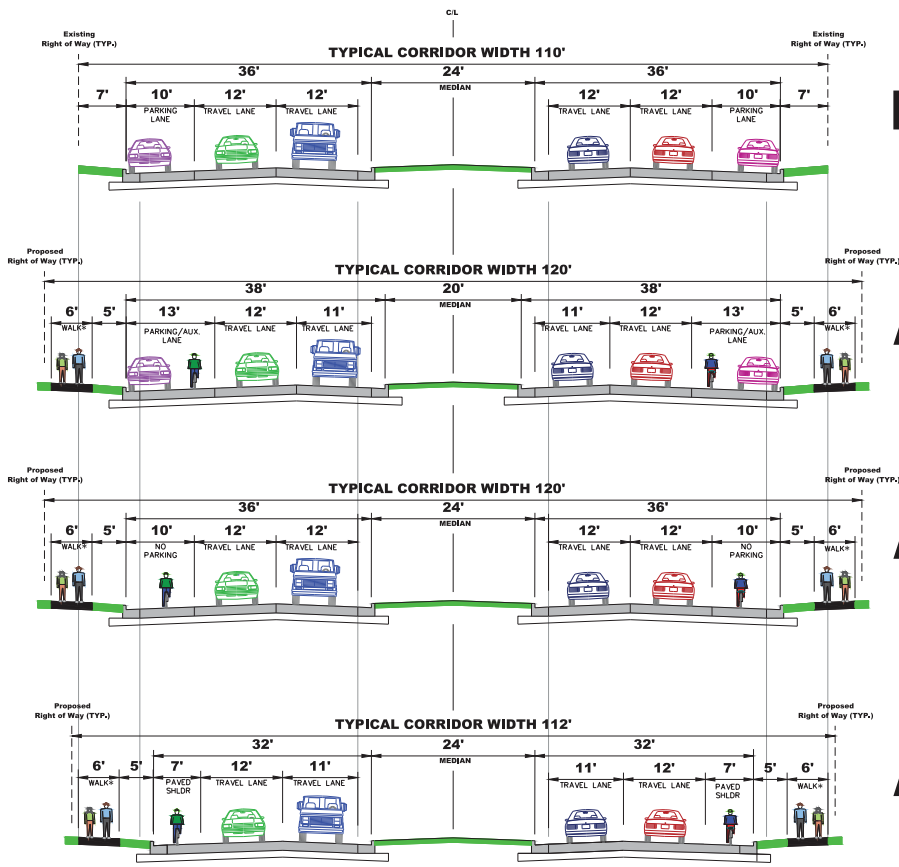 C/L
Existing
Right of Way (TYP.)
Existing
Right of Way (TYP.)
TYPICAL CORRIDOR WIDTH 110'
36' 24' 36'
MEDIAN
7' 10' 12' 12' 12' 12' 10' 7'
PARKING LANE TRAVEL LANE TRAVEL LANE TRAVEL LANE TRAVEL LANE PARKING LANE
Proposed
Right of Way (TYP.)
Proposed
Right of Way (TYP.)
TYPICAL CORRIDOR WIDTH 120'
38' 20' 38'
MEDIAN
6' 5' 13' 12' 11' 11' 12' 13' 5' 6'
WALK* PARKING/AUX. LANE TRAVEL LANE TRAVEL LANE TRAVEL LANE TRAVEL LANE PARKING/AUX. LANE WALK*
Proposed
Right of Way (TYP.)
Proposed
Right of Way (TYP.)
TYPICAL CORRIDOR WIDTH 120'
36' 24' 36'
MEDIAN
6' 5' 10' 12' 12' 12' 12' 10' 5' 6'
WALK* NO PARKING TRAVEL LANE TRAVEL LANE TRAVEL LANE TRAVEL LANE NO PARKING WALK*
Proposed
Right of Way (TYP.)
Proposed
Right of Way (TYP.)
TYPICAL CORRIDOR WIDTH 112'
32' 24' 32'
MEDIAN
6' 5' 7' 12' 11' 11' 12' 7' 5' 6'
WALK* PAVED SHLDR TRAVEL LANE TRAVEL LANE TRAVEL LANE TRAVEL LANE PAVED SHLDR WALK*